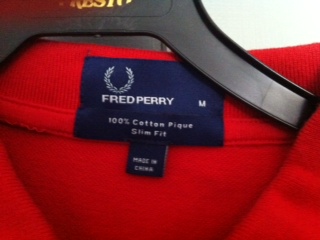 FRED PERRY M
100% Cotton Pique
Slim Fit
MADE IN
CHINA